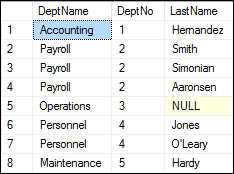 DeptName DeptNo LastName
1 Accounting 1 Hernandez
2 Payroll 2 Smith
3 Payroll 2 Simonian
4 Payroll 2 Aaronsen
5 Operations 3 NULL
6 Personnel 4 Jones
7 Personnel 4 O'Leary
8 Maintenance 5 Hardy